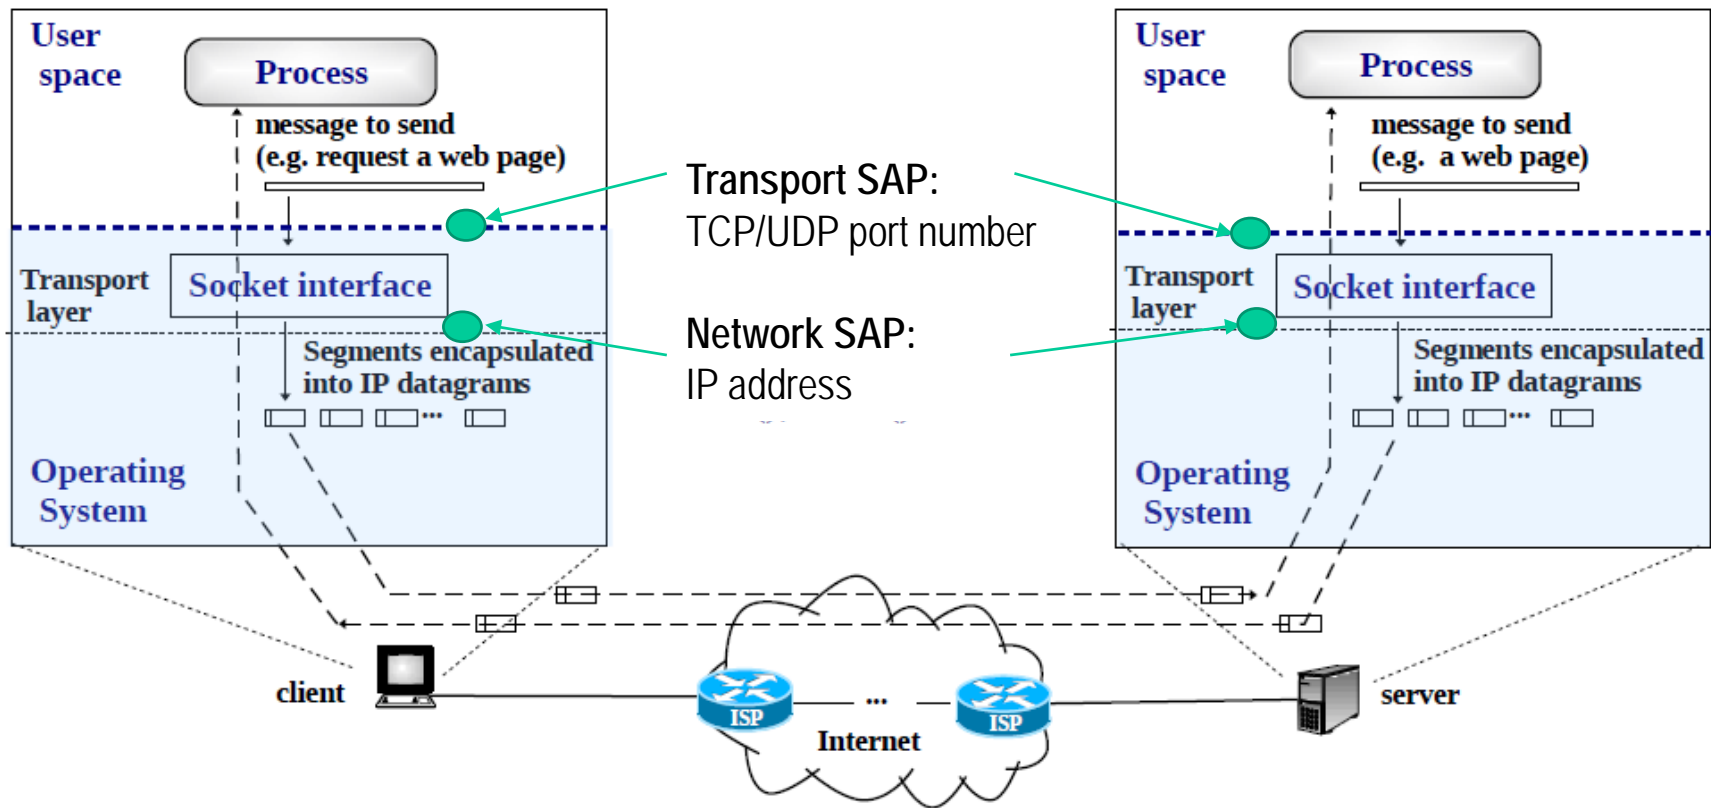 User
space
Process
message to send
(e.g. request a web page)
Transport
layer
Socket interface
Segments encapsulated
into IP datagrams
...
Operating
System
Transport SAP:
TCP/UDP port number
Network SAP:
IP address
User
space
Process
message to send
(e.g. a web page)
Transport
layer
Socket interface
Segments encapsulated
into IP datagrams
...
Operating
System
client
ISP
...
ISP
Internet
server